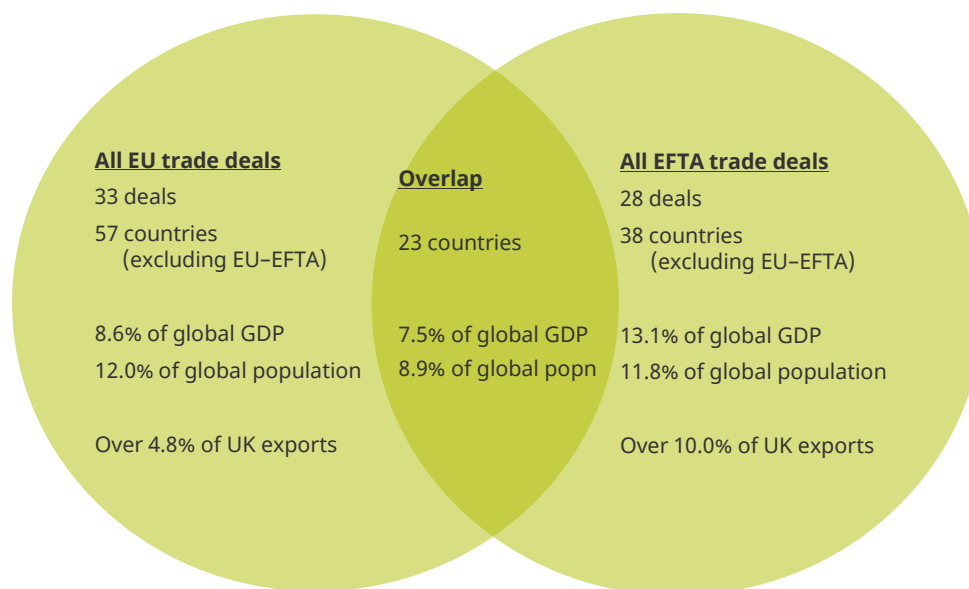 All EU trade deals
33 deals
57 countries
(excluding EU–EFTA)
8.6% of global GDP
12.0% of global population
Over 4.8% of UK exports
Overlap
23 countries
7.5% of global GDP
8.9% of global popn
All EFTA trade deals
28 deals
38 countries
(excluding EU–EFTA)
13.1% of global GDP
11.8% of global population
Over 10.0% of UK exports